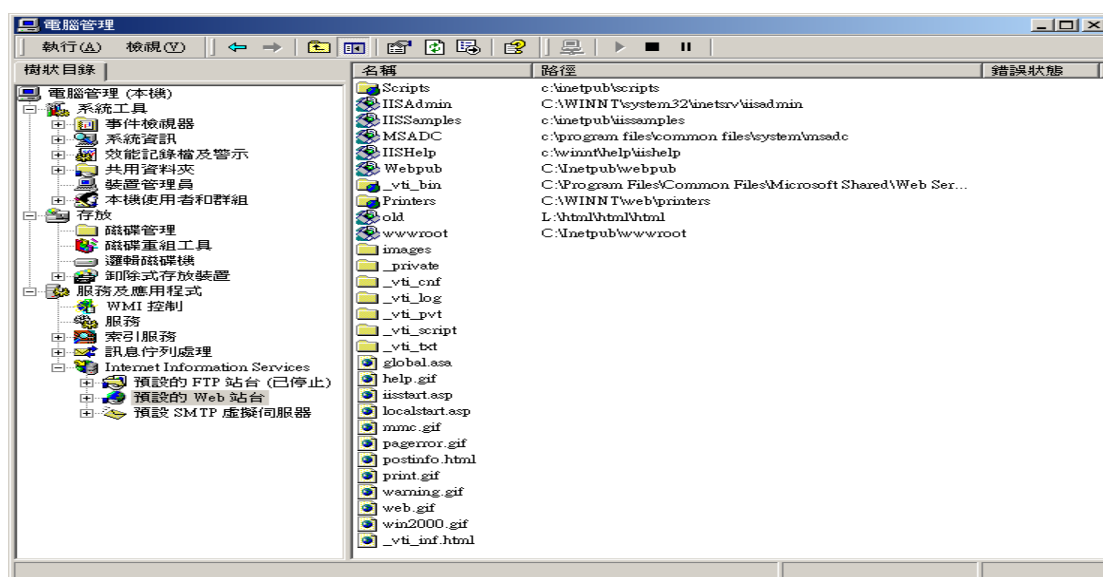 電腦管理
執行(A) 檢視(V)
樹狀目錄
電腦管理 (本機)
系統工具
事件檢視器
系統資訊
效能記錄檔及警示
共用資料夾
裝置管理員
本機使用者和群組
存放
磁碟管理
磁碟重組工具
邏輯磁碟機
卸除式存放裝置
服務及應用程式
WMI 控制
服務
索引服務
訊息佇列處理
Internet Information Services
預設的 FTP 站台 (已停止)
預設的 Web 站台
預設 SMTP 虛擬伺服器
名稱 路徑 錯誤狀態
Scripts c:\inetpub\scripts
IISAdmin C:\WINNT\system32\inetsrv\iisadmin
IISSamples c:\inetpub\iissamples
MSADC c:\program files\common files\system\msadc
IISHelp c:\winnt\help\iishelp
Webpub C:\Inetpub\webpub
_vti_bin C:\Program Files\Common Files\Microsoft Shared\Web Ser...
Printers C:\WINNT\web\printers
old L:\html\html\html
wwwroot C:\Inetpub\wwwroot
images
_private
_vti_cnf
_vti_log
_vti_pvt
_vti_script
_vti_txt
global.asa
help.gif
iisstart.asp
localstart.asp
mmc.gif
pagerror.gif
postinfo.html
print.gif
warning.gif
web.gif
win2000.gif
_vti_inf.html